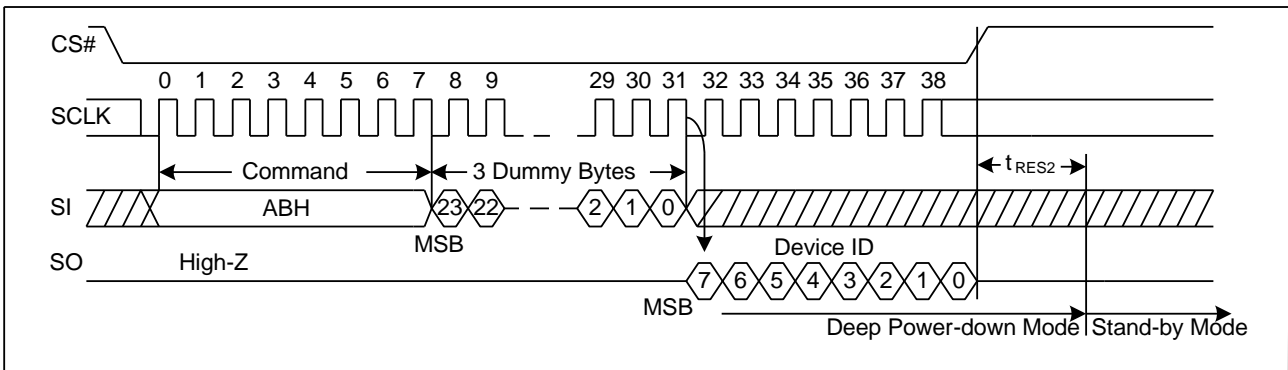 CS#
0 1 2 3 4 5 6 7 8 9 29 30 31 32 33 34 35 36 37 38
SCLK
Command 3 Dummy Bytes tRES2
SI ABH 23 22 2 1 0
MSB
SO High-Z Device ID
7 6 5 4 3 2 1 0
MSB
Deep Power-down Mode Stand-by Mode